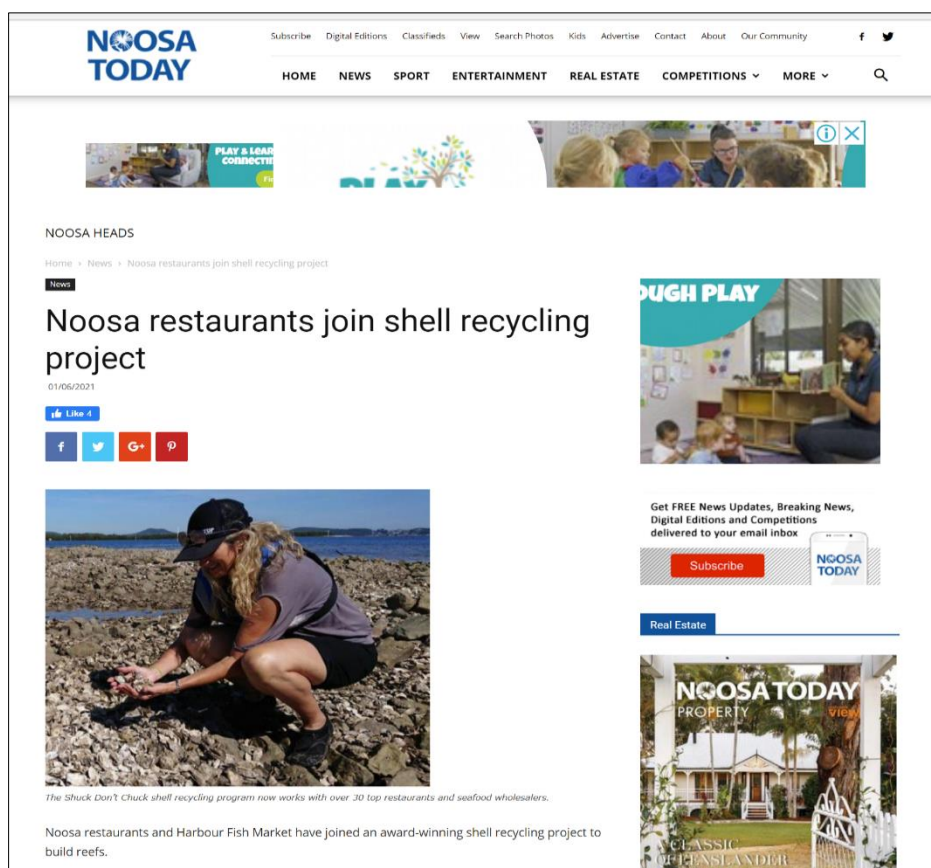 NOOSA
TODAY
Subscribe Digital Editions Classifieds View Search Photos Kids Advertise Contact About Our Community
HOME NEWS SPORT ENTERTAINMENT REAL ESTATE COMPETITIONS MORE
PLAY & LEAR
CONNECTIN
Fi
PLAY
NOOSA HEADS
Home › News › Noosa restaurants join shell recycling project
News
Noosa restaurants join shell recycling
project
01/06/2021
Like 4
f G+
The Shuck Don't Chuck shell recycling program now works with over 30 top restaurants and seafood wholesalers.
Noosa restaurants and Harbour Fish Market have joined an award-winning shell recycling project to
build reefs.
OUGH PLAY
Get FREE News Updates, Breaking News,
Digital Editions and Competitions
delivered to your email inbox
Subscribe
NOOSA
TODAY
Real Estate
NOOSA TODAY
PROPERTY
view
A CLASSIC
QUEENSLANDER